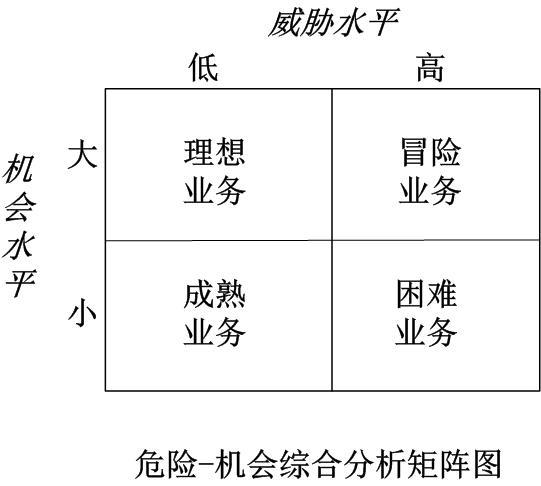 威胁水平
低 高
机会水平
大
理想
业务
冒险
业务
小
成熟
业务
困难
业务
危险-机会综合分析矩阵图